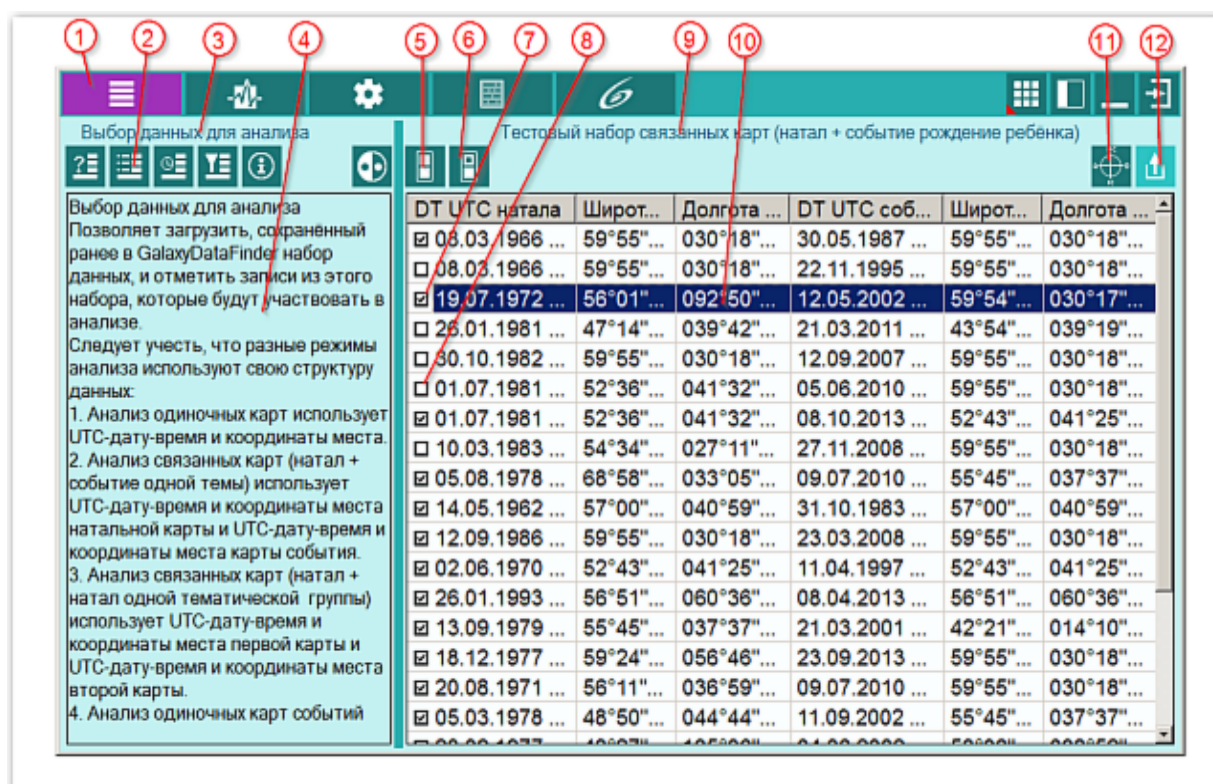 1 2 3 4 5 6 7 8 9 10 11 12
Выбор данных для анализа
Тестовый набор связанных карт (натал + событие рождение ребёнка)
Выбор данных для анализа
Позволяет загрузить, сохранённый
ранее в GalaxyDataFinder набор
данных, и отметить записи из этого
набора, которые будут участвовать в
анализе.
Следует учесть, что разные режимы
анализа используют свою структуру
данных:
1. Анализ одиночных карт использует
UTC-дату-время и координаты места.
2. Анализ связанных карт (натал +
событие одной темы) использует
UTC-дату-время и координаты места
натальной карты и UTC-дату-время и
координаты места карты события.
3. Анализ связанных карт (натал +
натал одной тематической группы)
использует UTC-дату-время и
координаты места первой карты и
UTC-дату-время и координаты места
второй карты.
4. Анализ одиночных карт событий
DT UTC натала Широт... Долгота ... DT UTC соб... Широт... Долгота ...
08.03.1966 ... 59°55"... 030°18"... 30.05.1987 ... 59°55"... 030°18"...
08.03.1966 ... 59°55"... 030°18"... 22.11.1995 ... 59°55"... 030°18"...
19.07.1972 ... 56°01"... 092°50"... 12.05.2002 ... 59°54"... 030°17"...
26.01.1981 ... 47°14"... 039°42"... 21.03.2011 ... 43°54"... 039°19"...
30.10.1982 ... 59°55"... 030°18"... 12.09.2007 ... 59°55"... 030°18"...
01.07.1981 ... 52°36"... 041°32"... 05.06.2010 ... 59°55"... 030°18"...
01.07.1981 ... 52°36"... 041°32"... 08.10.2013 ... 52°43"... 041°25"...
10.03.1983 ... 54°34"... 027°11"... 27.11.2008 ... 59°55"... 030°18"...
05.08.1978 ... 68°58"... 033°05"... 09.07.2010 ... 55°45"... 037°37"...
14.05.1962 ... 57°00"... 040°59"... 31.10.1983 ... 57°00"... 040°59"...
12.09.1986 ... 59°55"... 030°18"... 23.03.2008 ... 59°55"... 030°18"...
02.06.1970 ... 52°43"... 041°25"... 11.04.1997 ... 52°43"... 041°25"...
26.01.1993 ... 56°51"... 060°36"... 08.04.2013 ... 56°51"... 060°36"...
13.09.1979 ... 55°45"... 037°37"... 21.03.2001 ... 42°21"... 014°10"...
18.12.1977 ... 59°24"... 056°46"... 23.09.2013 ... 59°55"... 030°18"...
20.08.1971 ... 56°11"... 036°59"... 09.07.2010 ... 59°55"... 030°18"...
05.03.1978 ... 48°50"... 044°44"... 11.09.2002 ... 55°45"... 037°37"...